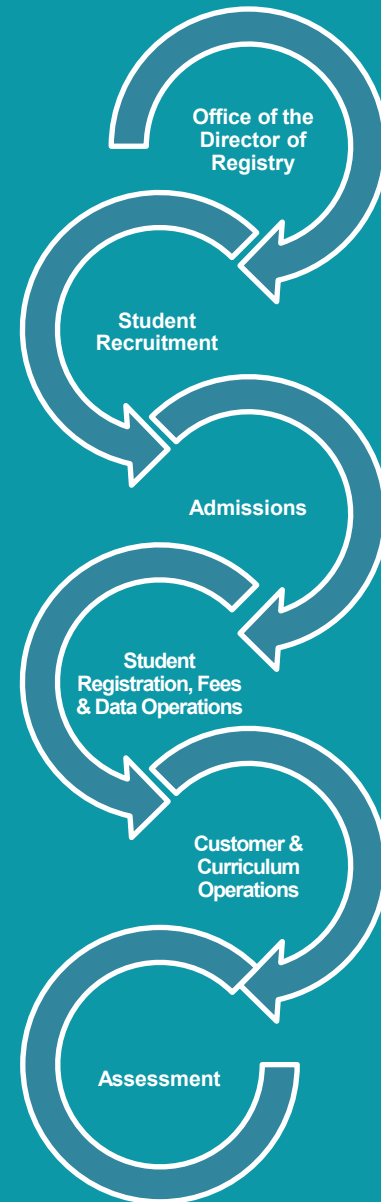 Office of the
Director of
Registry
Student
Recruitment
Admissions
Student
Registration, Fees
& Data Operations
Customer &
Curriculum
Operations
Assessment